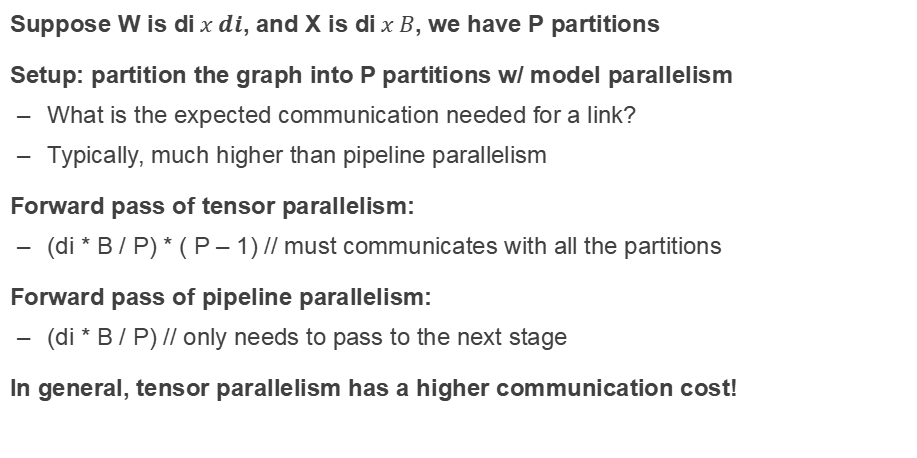 Suppose W is di x di, and X is di x B, we have P partitions
Setup: partition the graph into P partitions w/ model parallelism
– What is the expected communication needed for a link?
– Typically, much higher than pipeline parallelism
Forward pass of tensor parallelism:
– (di * B / P) * ( P – 1) // must communicates with all the partitions
Forward pass of pipeline parallelism:
– (di * B / P) // only needs to pass to the next stage
In general, tensor parallelism has a higher communication cost!